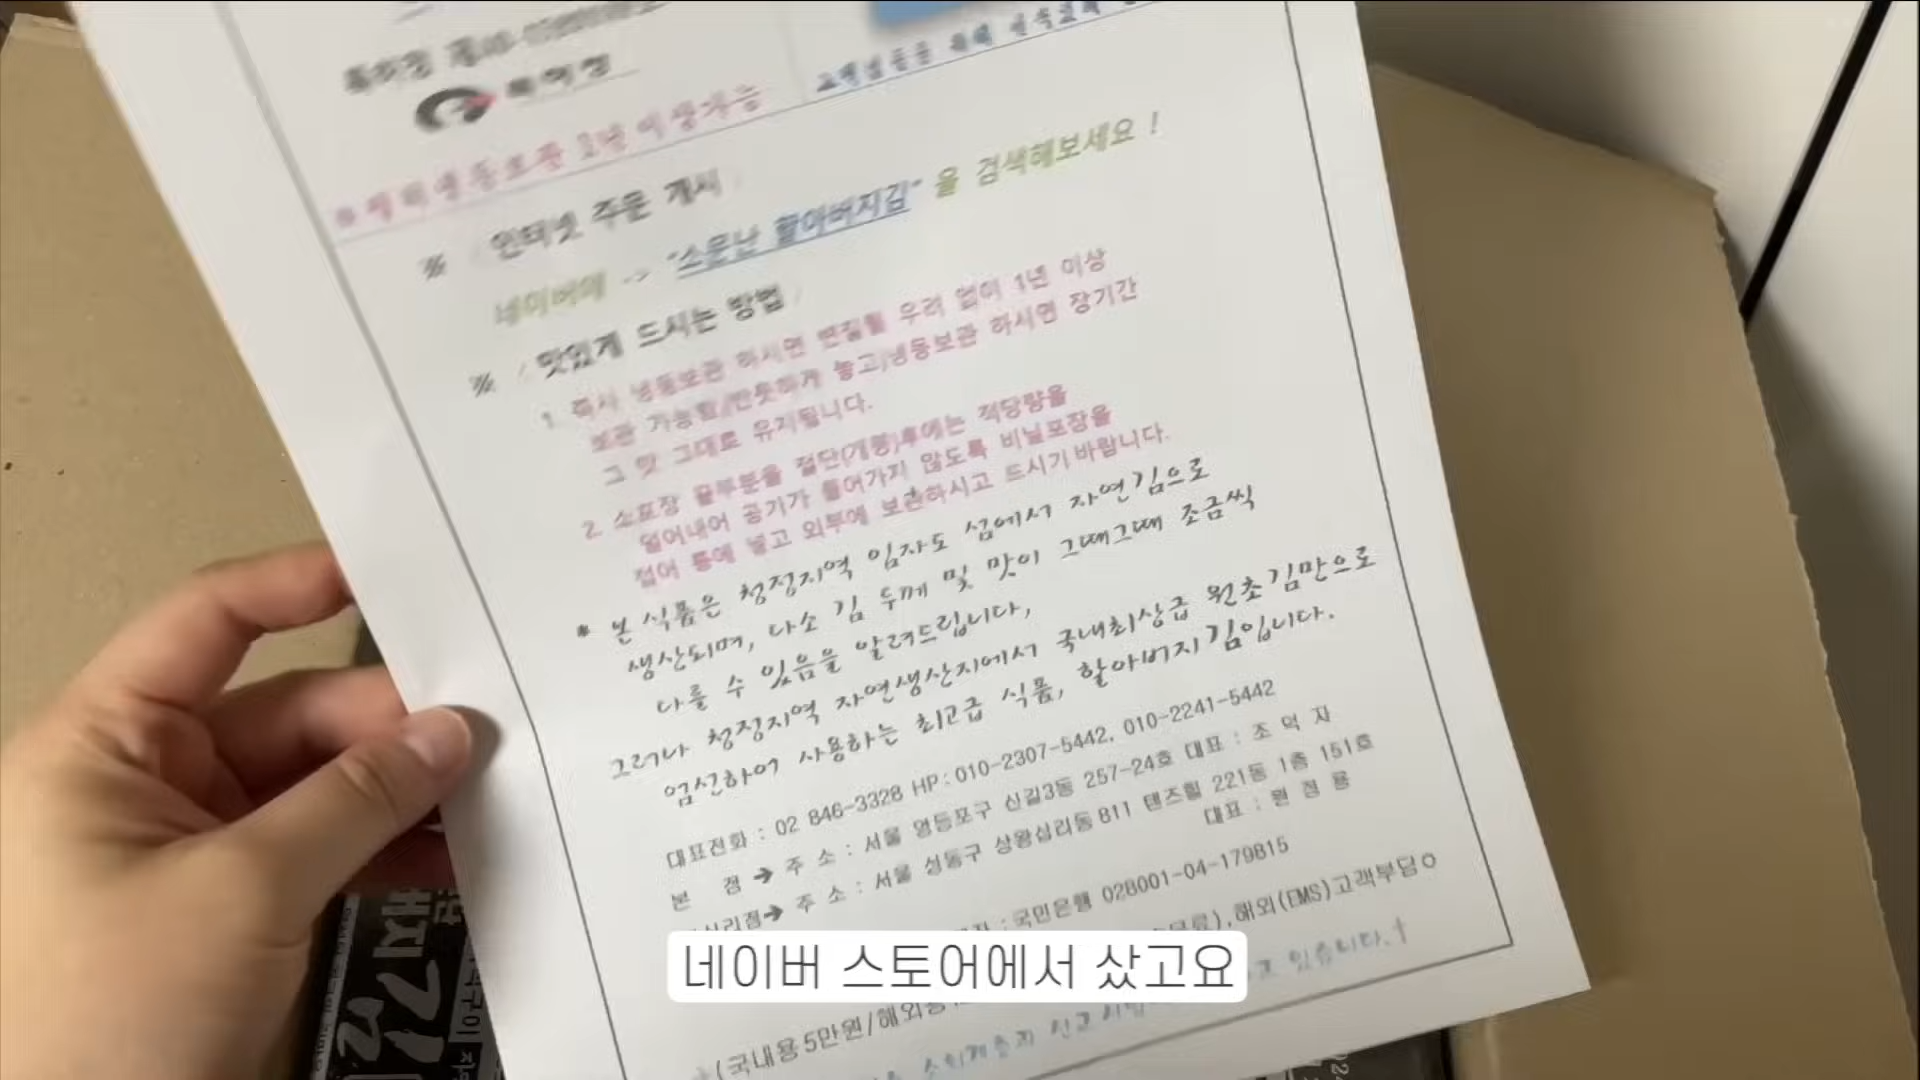 ※ 인터넷 주문 개시
네이버에 -> "소문난 할아버지김" 을 검색해보세요 !
※ 맛있게 드시는 방법
1. 즉시 냉동보관 하시면 변질될 우려 없이 1년 이상
보관 가능함/반듯하게 놓고)냉동보관 하시면 장기간
그 맛 그대로 유지됩니다.
2. 소포장 끝부분을 절단(개봉)후에는 적당량을
덜어내어 공기가 들어가지 않도록 비닐포장을
접어 통에 넣고 외부에 보관하시고 드시기바랍니다.
* 본 식품은 청정지역 임자도 섬에서 자연김으로
생산되며, 다소 김 두께 및 맛이 그때그때 조금씩
다를 수 있음을 알려드립니다,
그러나 청정지역 자연생산지에서 국내최상급 원초김만으로
엄선하여 사용하는 최고급 식품, 할아버지김입니다.
대표전화 : 02 846-3328 HP : 010-2307-5442, 010-2241-5442
본 점 ➔ 주 소 : 서울 영등포구 신길3동 257-24호 대표 : 조 덕 자
➔ 주 소 : 서울 성동구 상왕십리동 811 텐즈힐 221동 1층 151호
대표 : 원 정 용
: 국민은행 028001-04-179815
(국내용5만원/해외 ),해외(EMS)고객부담
있습니다.
네이버 스토어에서 샀고요